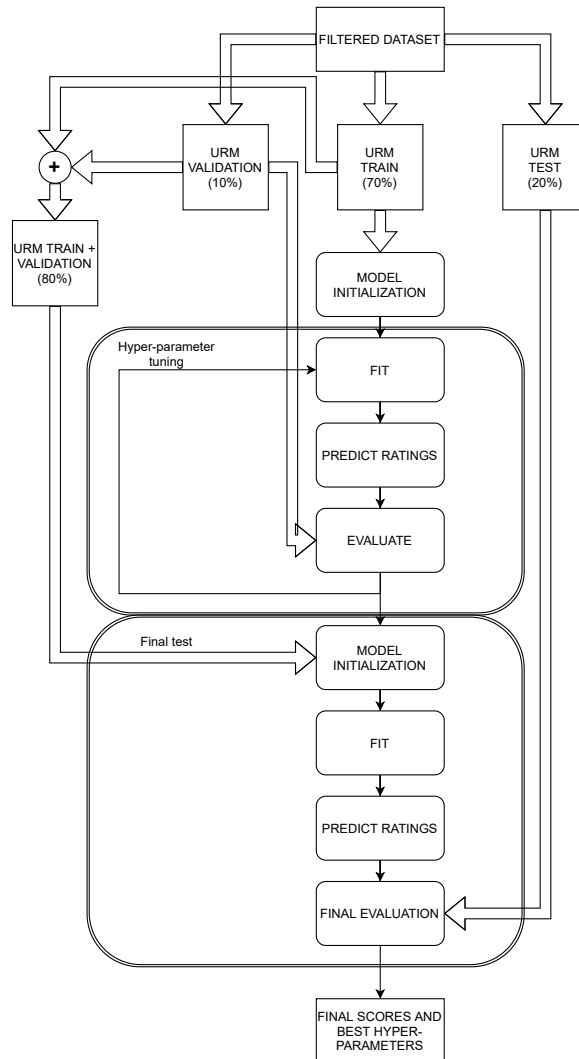 FILTERED DATASET
URM
VALIDATION
(10%)
URM
TRAIN
(70%)
URM
TEST
(20%)
+
URM TRAIN +
VALIDATION
(80%)
MODEL
INITIALIZATION
Hyper-parameter
tuning
FIT
PREDICT RATINGS
EVALUATE
Final test
MODEL
INITIALIZATION
FIT
PREDICT RATINGS
FINAL EVALUATION
FINAL SCORES AND
BEST HYPER-
PARAMETERS